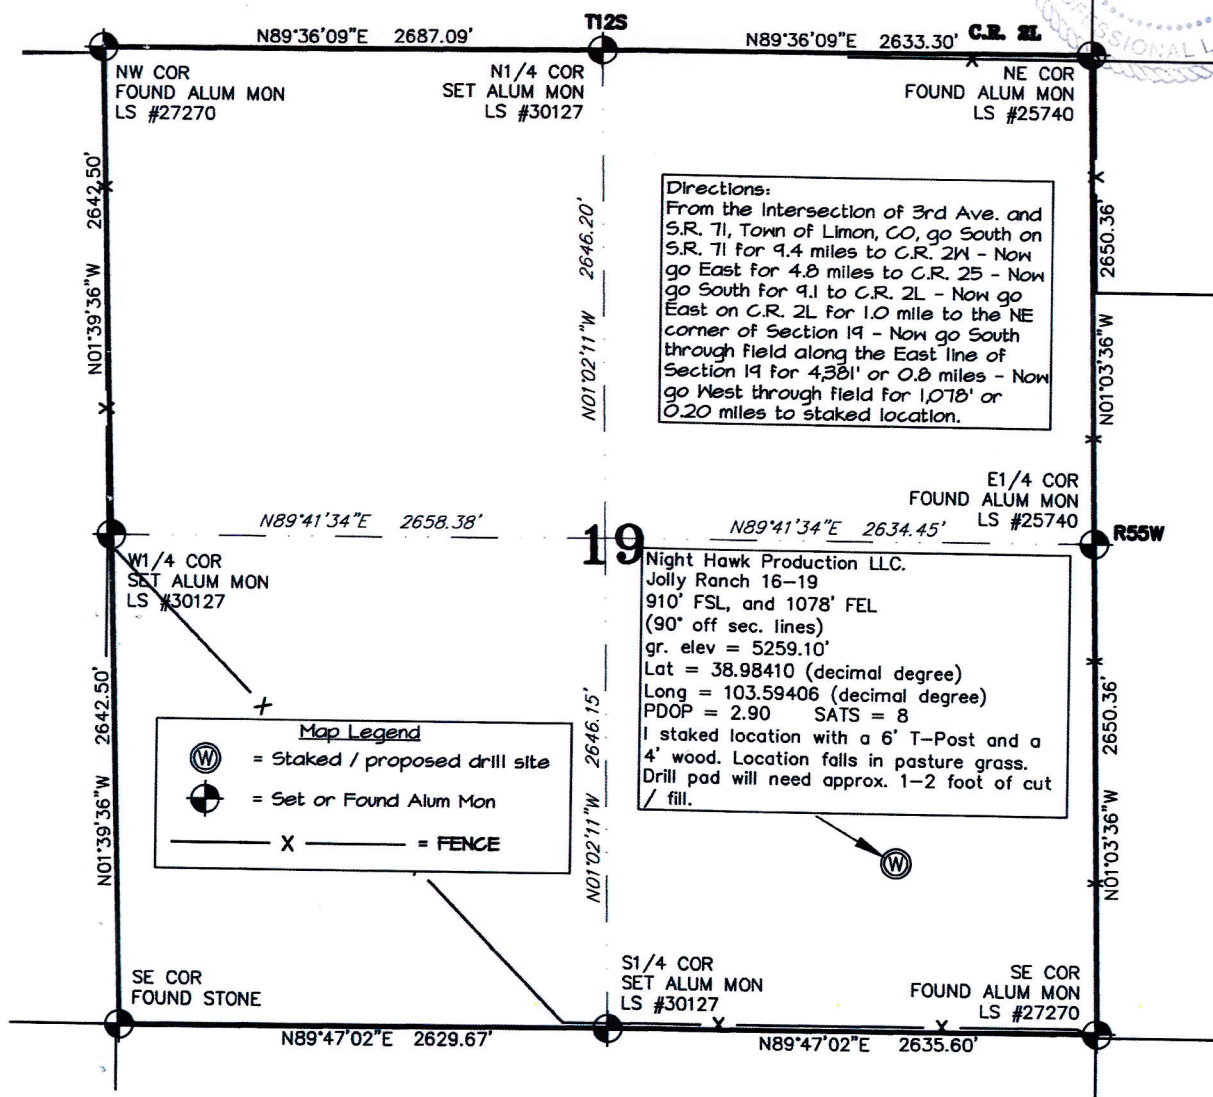 T12S
N89°36'09"E 2687.09'
N89°36'09"E 2633.30'
C.R. 2L
SIONAL L
NW COR
FOUND ALUM MON
LS #27270
N1/4 COR
SET ALUM MON
LS #30127
NE COR
FOUND ALUM MON
LS #25740
N01°39'36"W 2642.50'
N01°02'11"W 2646.20'
N01°03'36"W 2650.36'
Directions:
From the intersection of 3rd Ave. and
S.R. 71, Town of Limon, CO, go South on
S.R. 71 for 9.4 miles to C.R. 2W - Now
go East for 4.8 miles to C.R. 25 - Now
go South for 9.1 to C.R. 2L - Now go
East on C.R. 2L for 1.0 mile to the NE
corner of Section 19 - Now go South
through field along the East line of
Section 19 for 4,381' or 0.8 miles - Now
go West through field for 1,078' or
0.20 miles to staked location.
E1/4 COR
FOUND ALUM MON
LS #25740
N89°41'34"E 2658.38'
19
N89°41'34"E 2634.45'
R55W
W1/4 COR
SET ALUM MON
LS #30127
Night Hawk Production LLC.
Jolly Ranch 16-19
910' FSL, and 1078' FEL
(90° off sec. lines)
gr. elev = 5259.10'
Lat = 38.98410 (decimal degree)
Long = 103.59406 (decimal degree)
PDOP = 2.90 SATS = 8
I staked location with a 6' T-Post and a
4' wood. Location falls in pasture grass.
Drill pad will need approx. 1-2 foot of cut
/ fill.
N01°39'36"W 2642.50'
N01°02'11"W 2646.15'
N01°03'36"W 2650.36'
Map Legend
W = Staked / proposed drill site
= Set or Found Alum Mon
X = FENCE
W
SE COR
FOUND STONE
S1/4 COR
SET ALUM MON
LS #30127
SE COR
FOUND ALUM MON
LS #27270
N89°47'02"E 2629.67'
N89°47'02"E 2635.60'